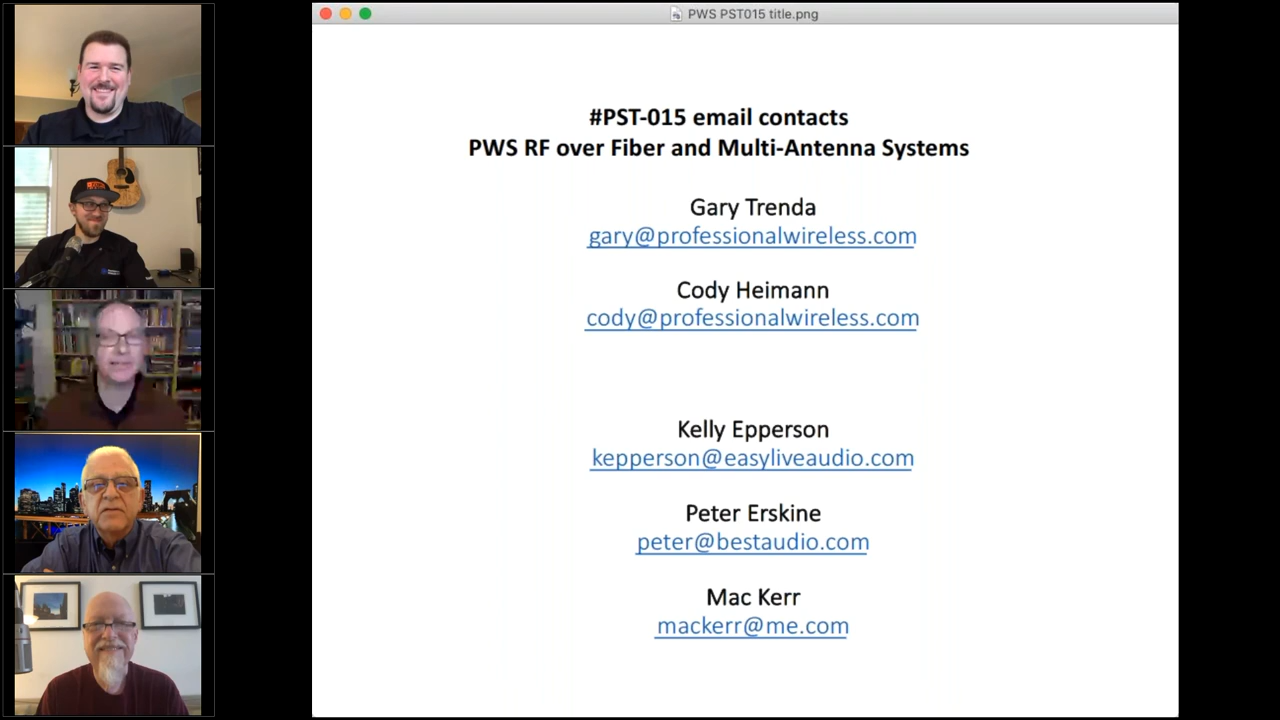 PWS PST015 title.png
#PST-015 email contacts
PWS RF over Fiber and Multi-Antenna Systems
Gary Trenda
gary@professionalwireless.com
Cody Heimann
cody@professionalwireless.com
Kelly Epperson
kepperson@easyliveaudio.com
Peter Erskine
peter@bestaudio.com
Mac Kerr
mackerr@me.com